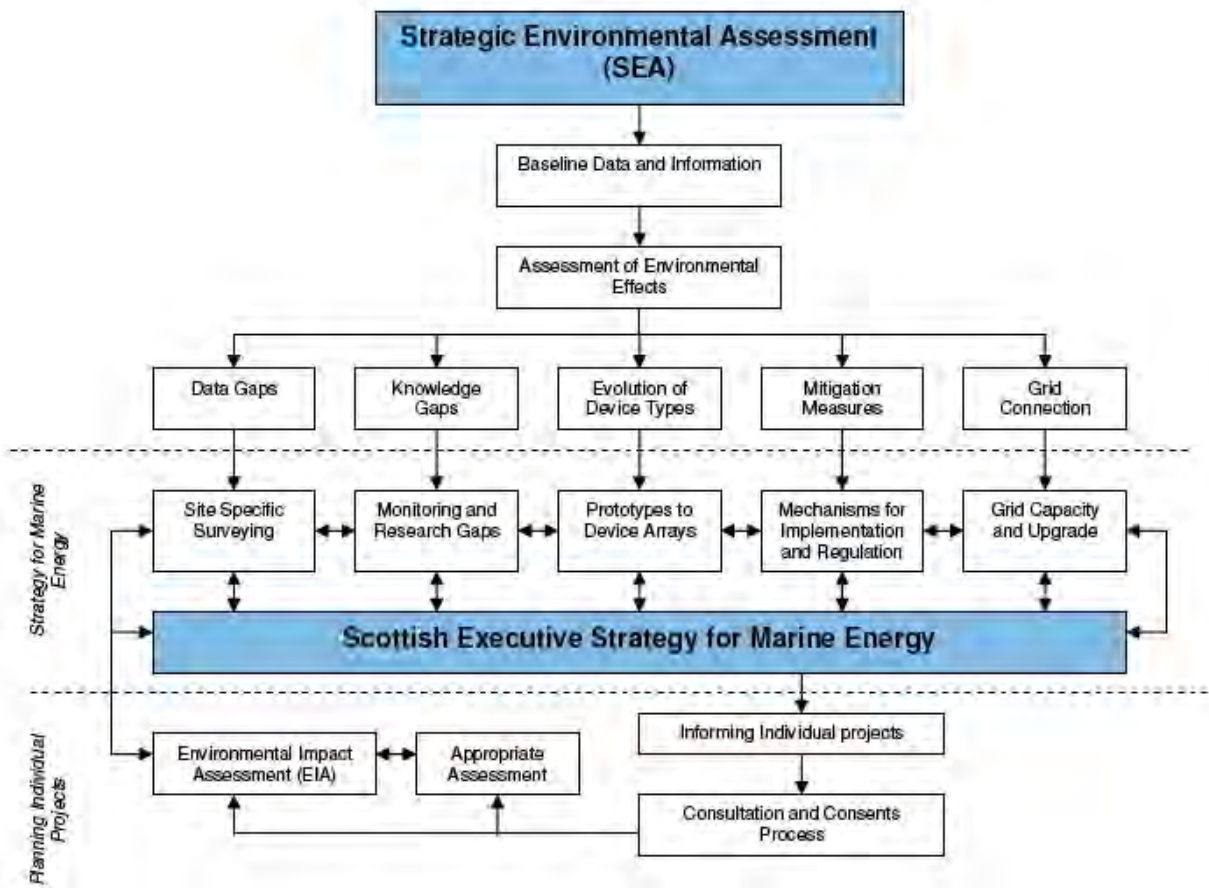 Strategic Environmental Assessment
(SEA)
Baseline Data and Information
Assessment of Environmental
Effects
Data Gaps
Knowledge
Gaps
Evolution of
Device Types
Mitigation
Measures
Grid
Connection
Strategy for Marine
Energy
Site Specific
Surveying
Monitoring and
Research Gaps
Prototypes to
Device Arrays
Mechanisms for
Implementation
and Regulation
Grid Capacity
and Upgrade
Scottish Executive Strategy for Marine Energy
Planning Individual
Projects
Informing Individual projects
Environmental Impact
Assessment (EIA)
Appropriate
Assessment
Consultation and Consents
Process